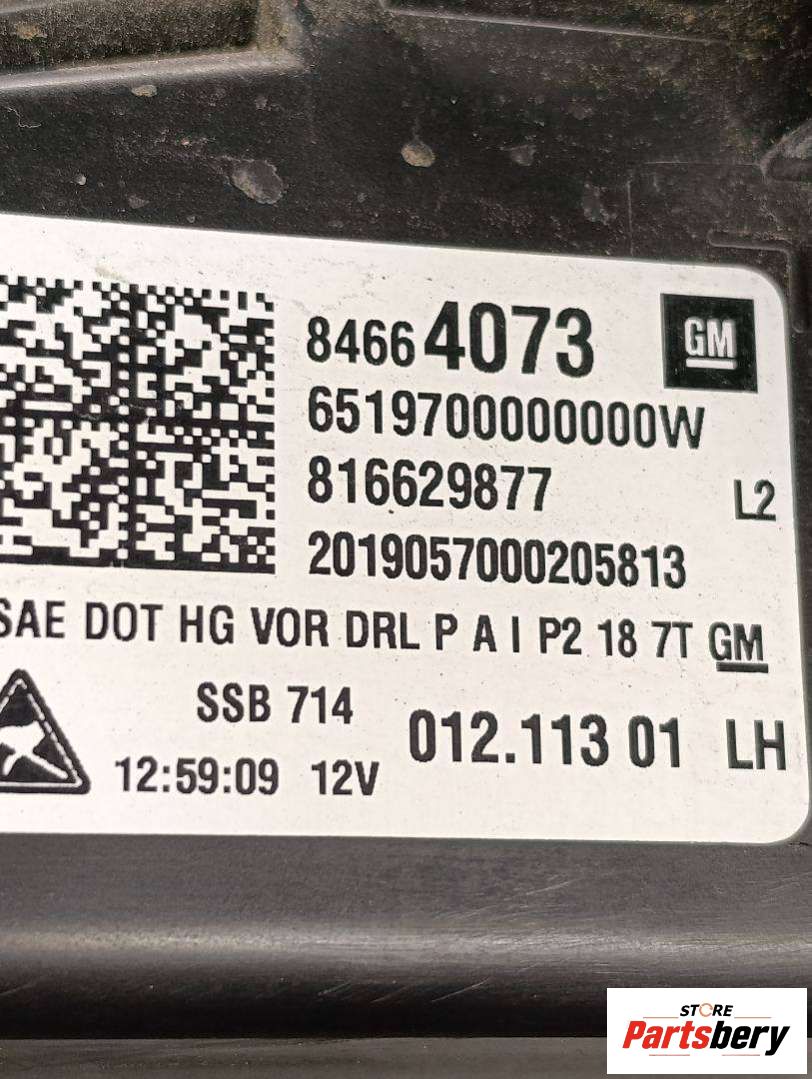 84664073
GM
6519700000000W
816629877
L2
2019057000205813
SAE DOT HG VOR DRL P A I P2 18 7T GM
SSB 714
012.113 01 LH
12:59:09 12V
STORE
Partsbery